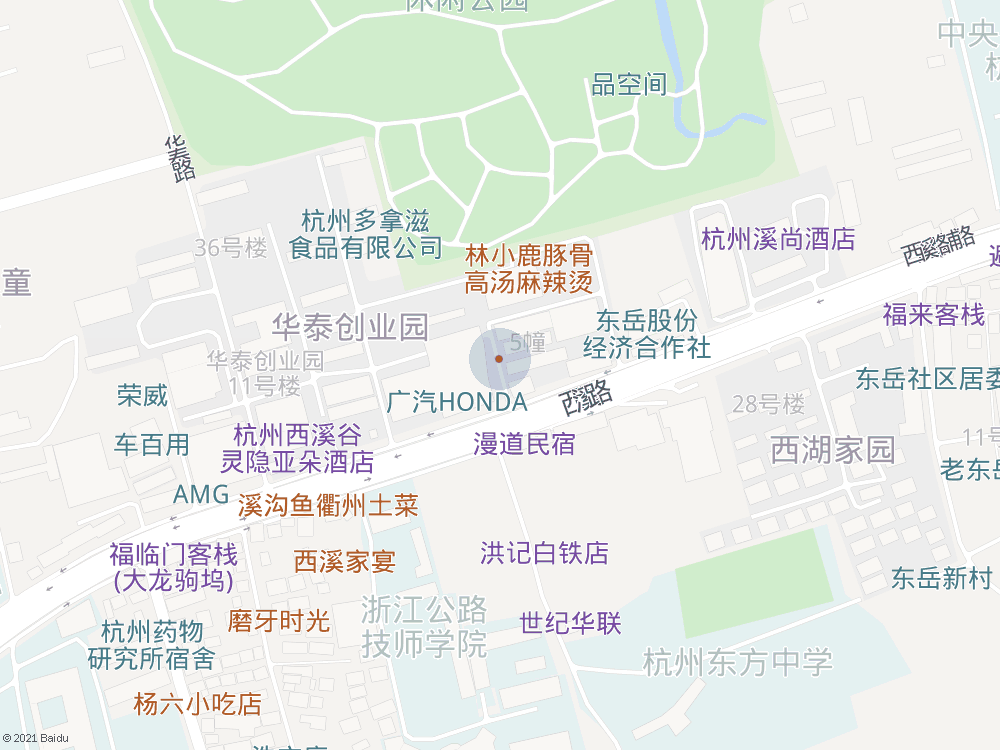 休闲公园
中央
杭
品空间
华泰路
杭州多拿滋
食品有限公司
36号楼
林小鹿豚骨
高汤麻辣烫
杭州溪尚酒店
西溪路辅路
童
华泰创业园
5幢
东岳股份
经济合作社
福来客栈
华泰创业园
11号楼
荣威
广汽HONDA
西溪路
28号楼
东岳社区居委
车百用
杭州西溪谷
灵隐亚朵酒店
漫道民宿
西湖家园
11号
老东岳
AMG
溪沟鱼衢州土菜
福临门客栈
(大龙驹坞)
西溪家宴
洪记白铁店
东岳新村
磨牙时光
浙江公路
技师学院
世纪华联
杭州药物
研究所宿舍
杭州东方中学
杨六小吃店
© 2021 Baidu